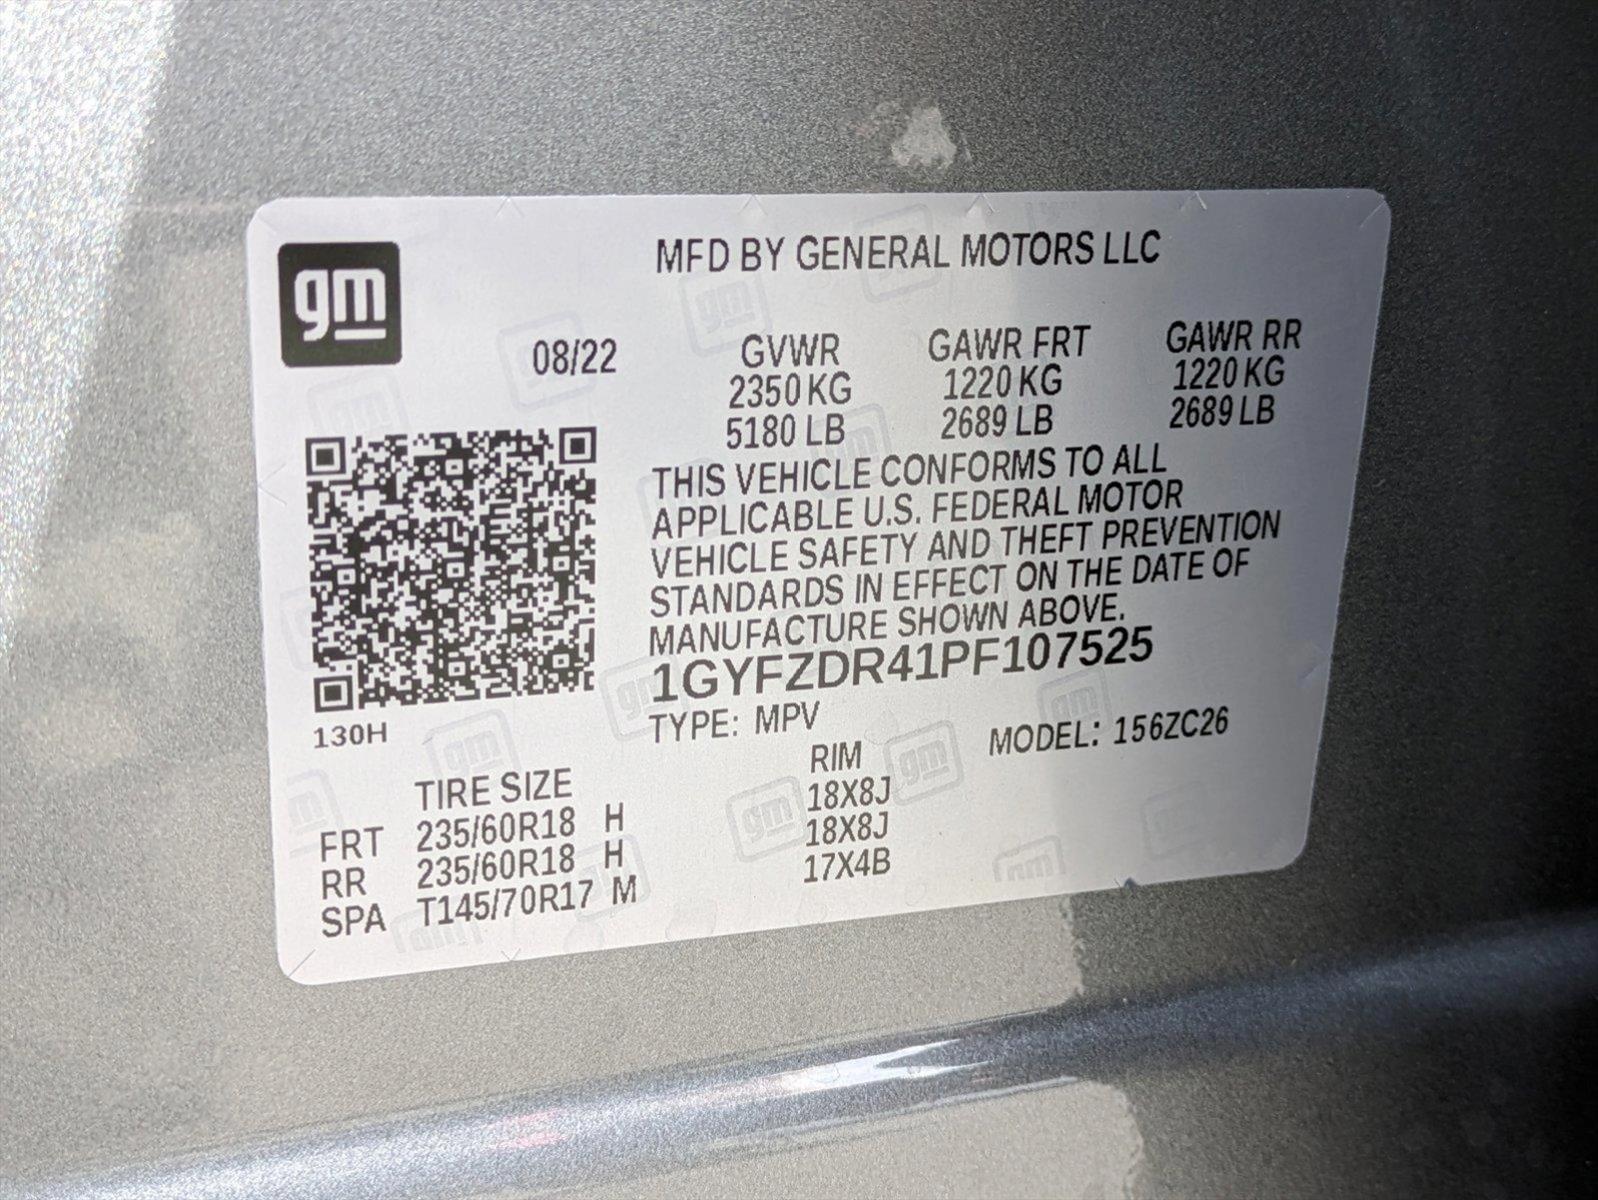 gm
MFD BY GENERAL MOTORS LLC
08/22
GVWR GAWR FRT GAWR RR
2350 KG 1220 KG 1220 KG
5180 LB 2689 LB 2689 LB
THIS VEHICLE CONFORMS TO ALL
APPLICABLE U.S. FEDERAL MOTOR
VEHICLE SAFETY AND THEFT PREVENTION
STANDARDS IN EFFECT ON THE DATE OF
MANUFACTURE SHOWN ABOVE.
1GYFZDR41PF107525
130H
TYPE: MPV MODEL: 156ZC26
TIRE SIZE RIM
FRT 235/60R18 H 18X8J
RR 235/60R18 H 18X8J
SPA T145/70R17 M 17X4B